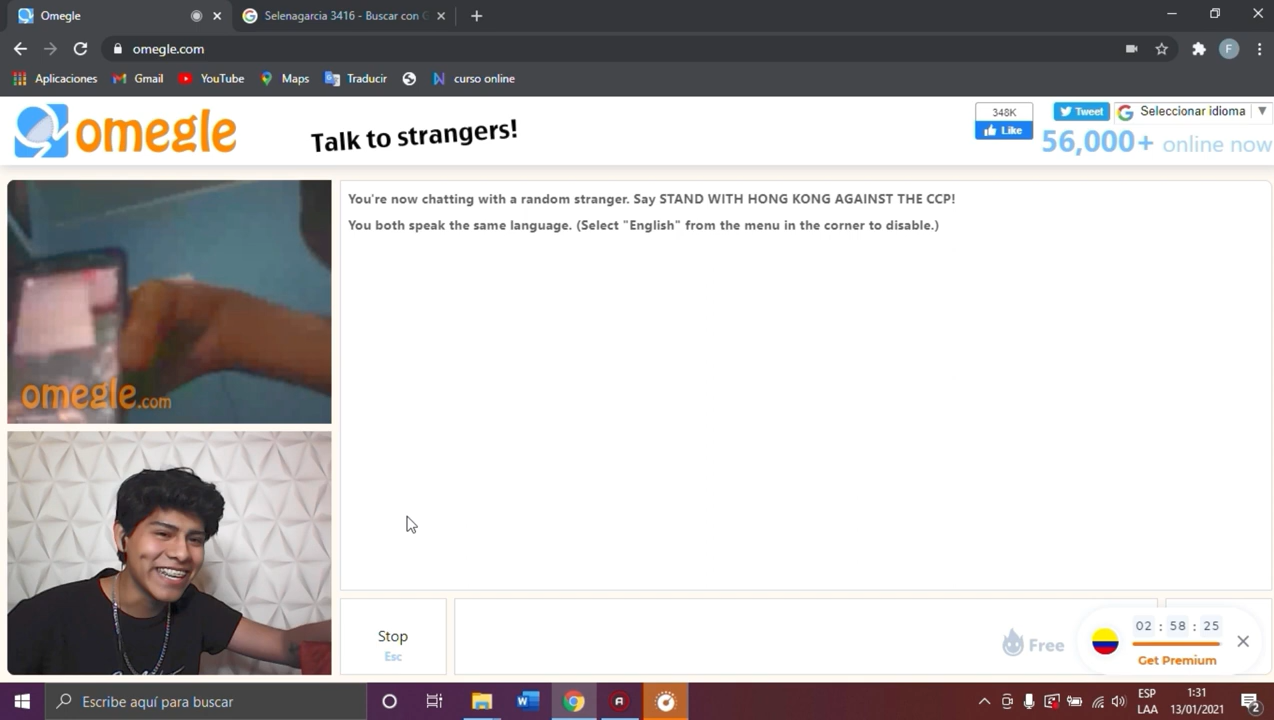 Omegle
Selenagarcia 3416 - Buscar con G
omegle.com
F
Aplicaciones
Gmail
YouTube
Maps
Traducir
curso online
omegle
Talk to strangers!
348K
Like
Tweet
Seleccionar idioma
56,000+ online now
You're now chatting with a random stranger. Say STAND WITH HONG KONG AGAINST THE CCP!
You both speak the same language. (Select "English" from the menu in the corner to disable.)
omegle.com
Stop
Esc
Free
02 : 58 : 25
Get Premium
Escribe aquí para buscar
ESP
LAA
1:31
13/01/2021
2